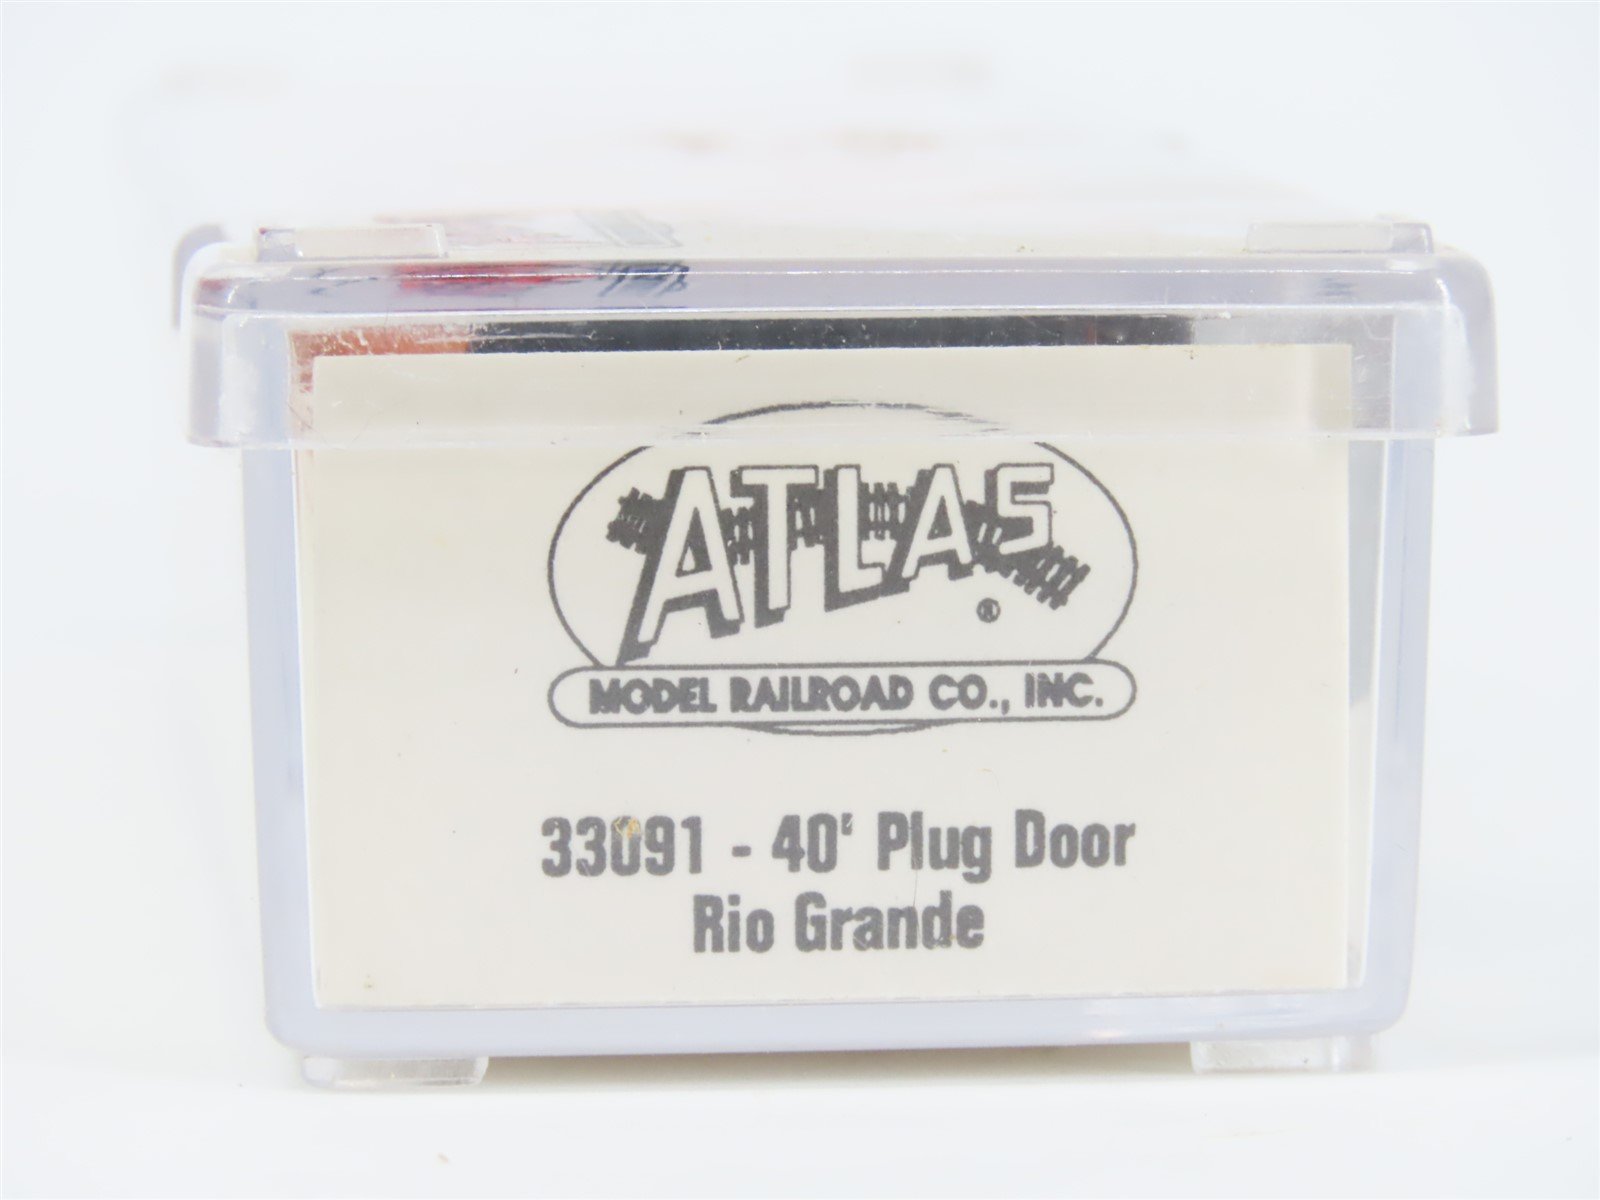 ATLAS ®
MODEL RAILROAD CO., INC.
33091 - 40' Plug Door
Rio Grande